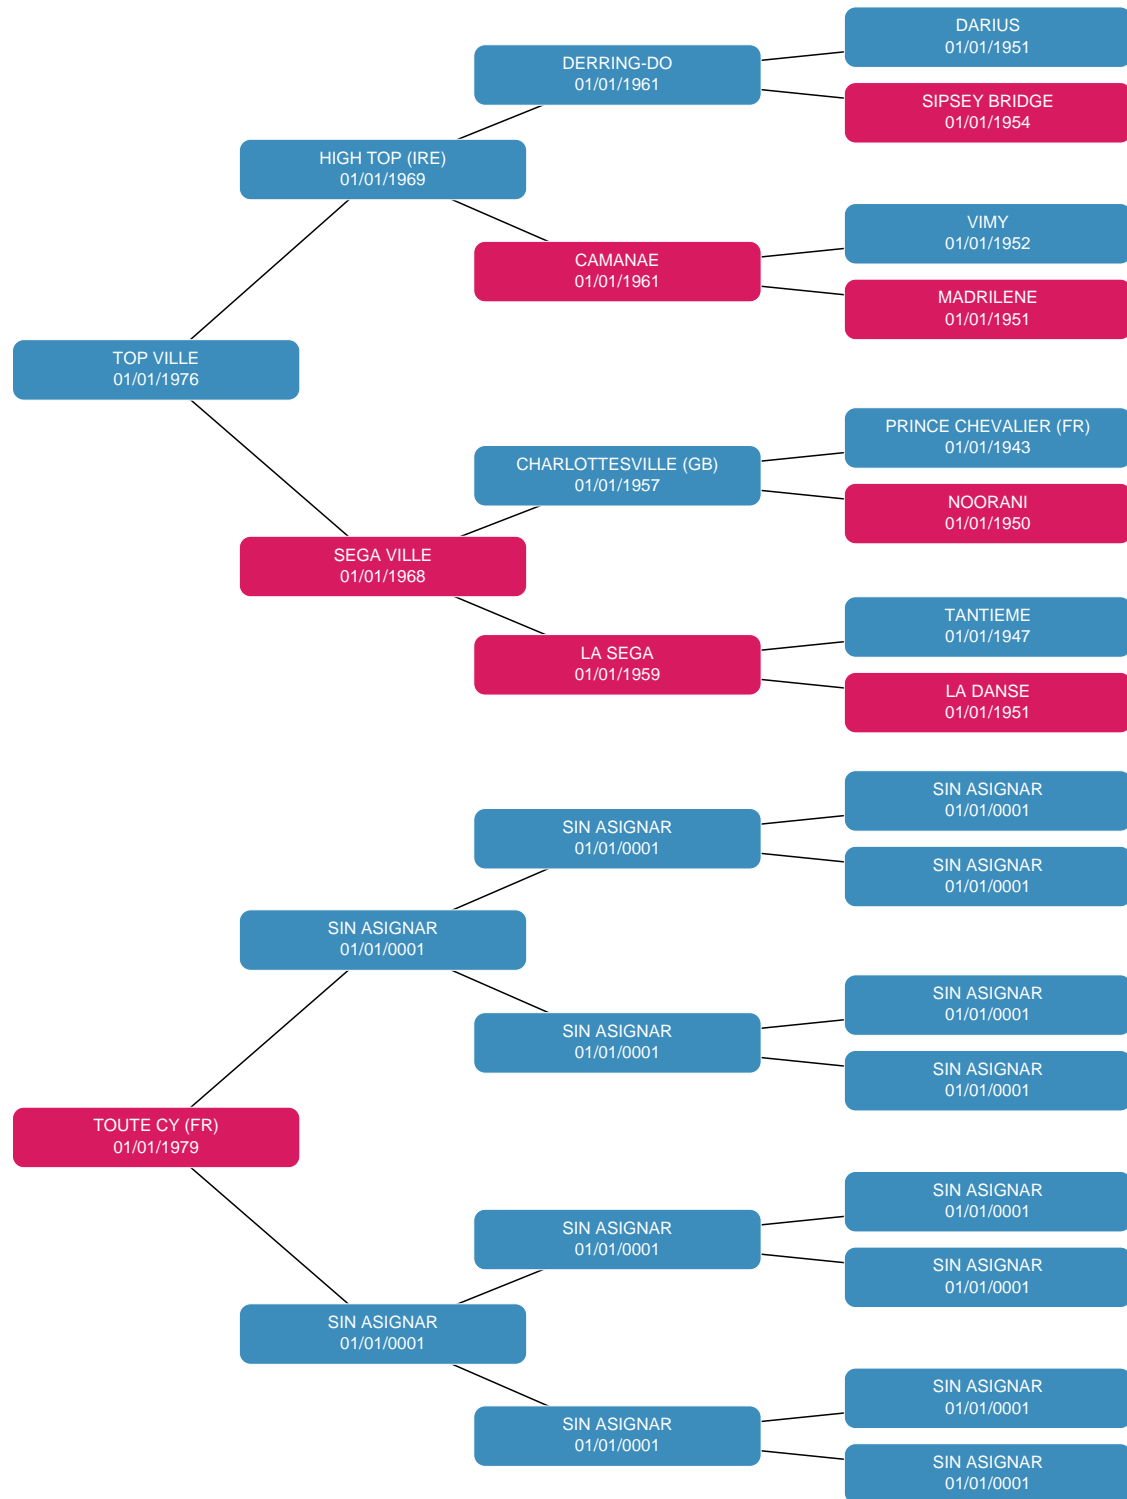 DARIUS
01/01/1951
DERRING-DO
01/01/1961
SIPSEY BRIDGE
01/01/1954
HIGH TOP (IRE)
01/01/1969
VIMY
01/01/1952
CAMANAE
01/01/1961
MADRILENE
01/01/1951
TOP VILLE
01/01/1976
PRINCE CHEVALIER (FR)
01/01/1943
CHARLOTTESVILLE (GB)
01/01/1957
NOORANI
01/01/1950
SEGA VILLE
01/01/1968
TANTIEME
01/01/1947
LA SEGA
01/01/1959
LA DANSE
01/01/1951
SIN ASIGNAR
01/01/0001
SIN ASIGNAR
01/01/0001
SIN ASIGNAR
01/01/0001
SIN ASIGNAR
01/01/0001
SIN ASIGNAR
01/01/0001
SIN ASIGNAR
01/01/0001
SIN ASIGNAR
01/01/0001
TOUTE CY (FR)
01/01/1979
SIN ASIGNAR
01/01/0001
SIN ASIGNAR
01/01/0001
SIN ASIGNAR
01/01/0001
SIN ASIGNAR
01/01/0001
SIN ASIGNAR
01/01/0001
SIN ASIGNAR
01/01/0001
SIN ASIGNAR
01/01/0001